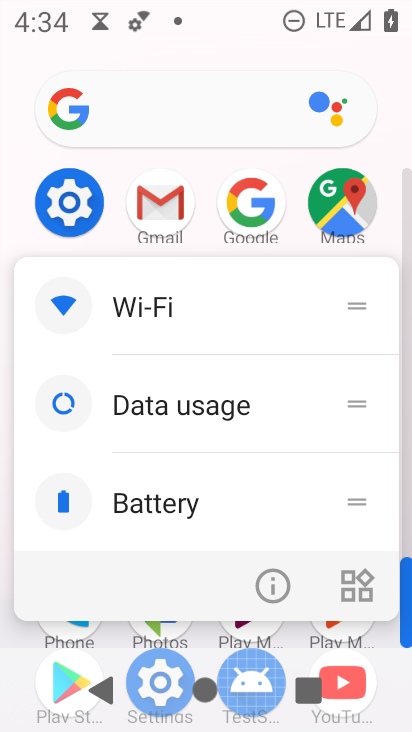 4:34 LTE
Gmail Google Maps
Wi-Fi
Data usage
Battery
Phone Photos Play M... Play M...
Play St... Settings TestS... YouTu...